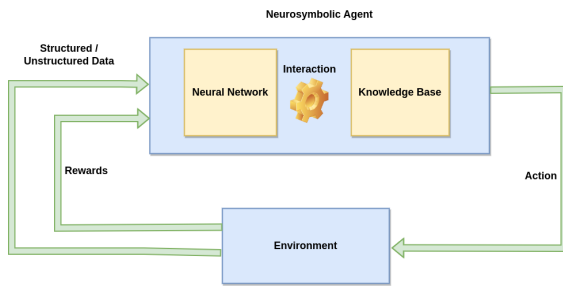 Neurosymbolic Agent
Structured /
Unstructured Data
Interaction
Neural Network
Knowledge Base
Rewards
Action
Environment